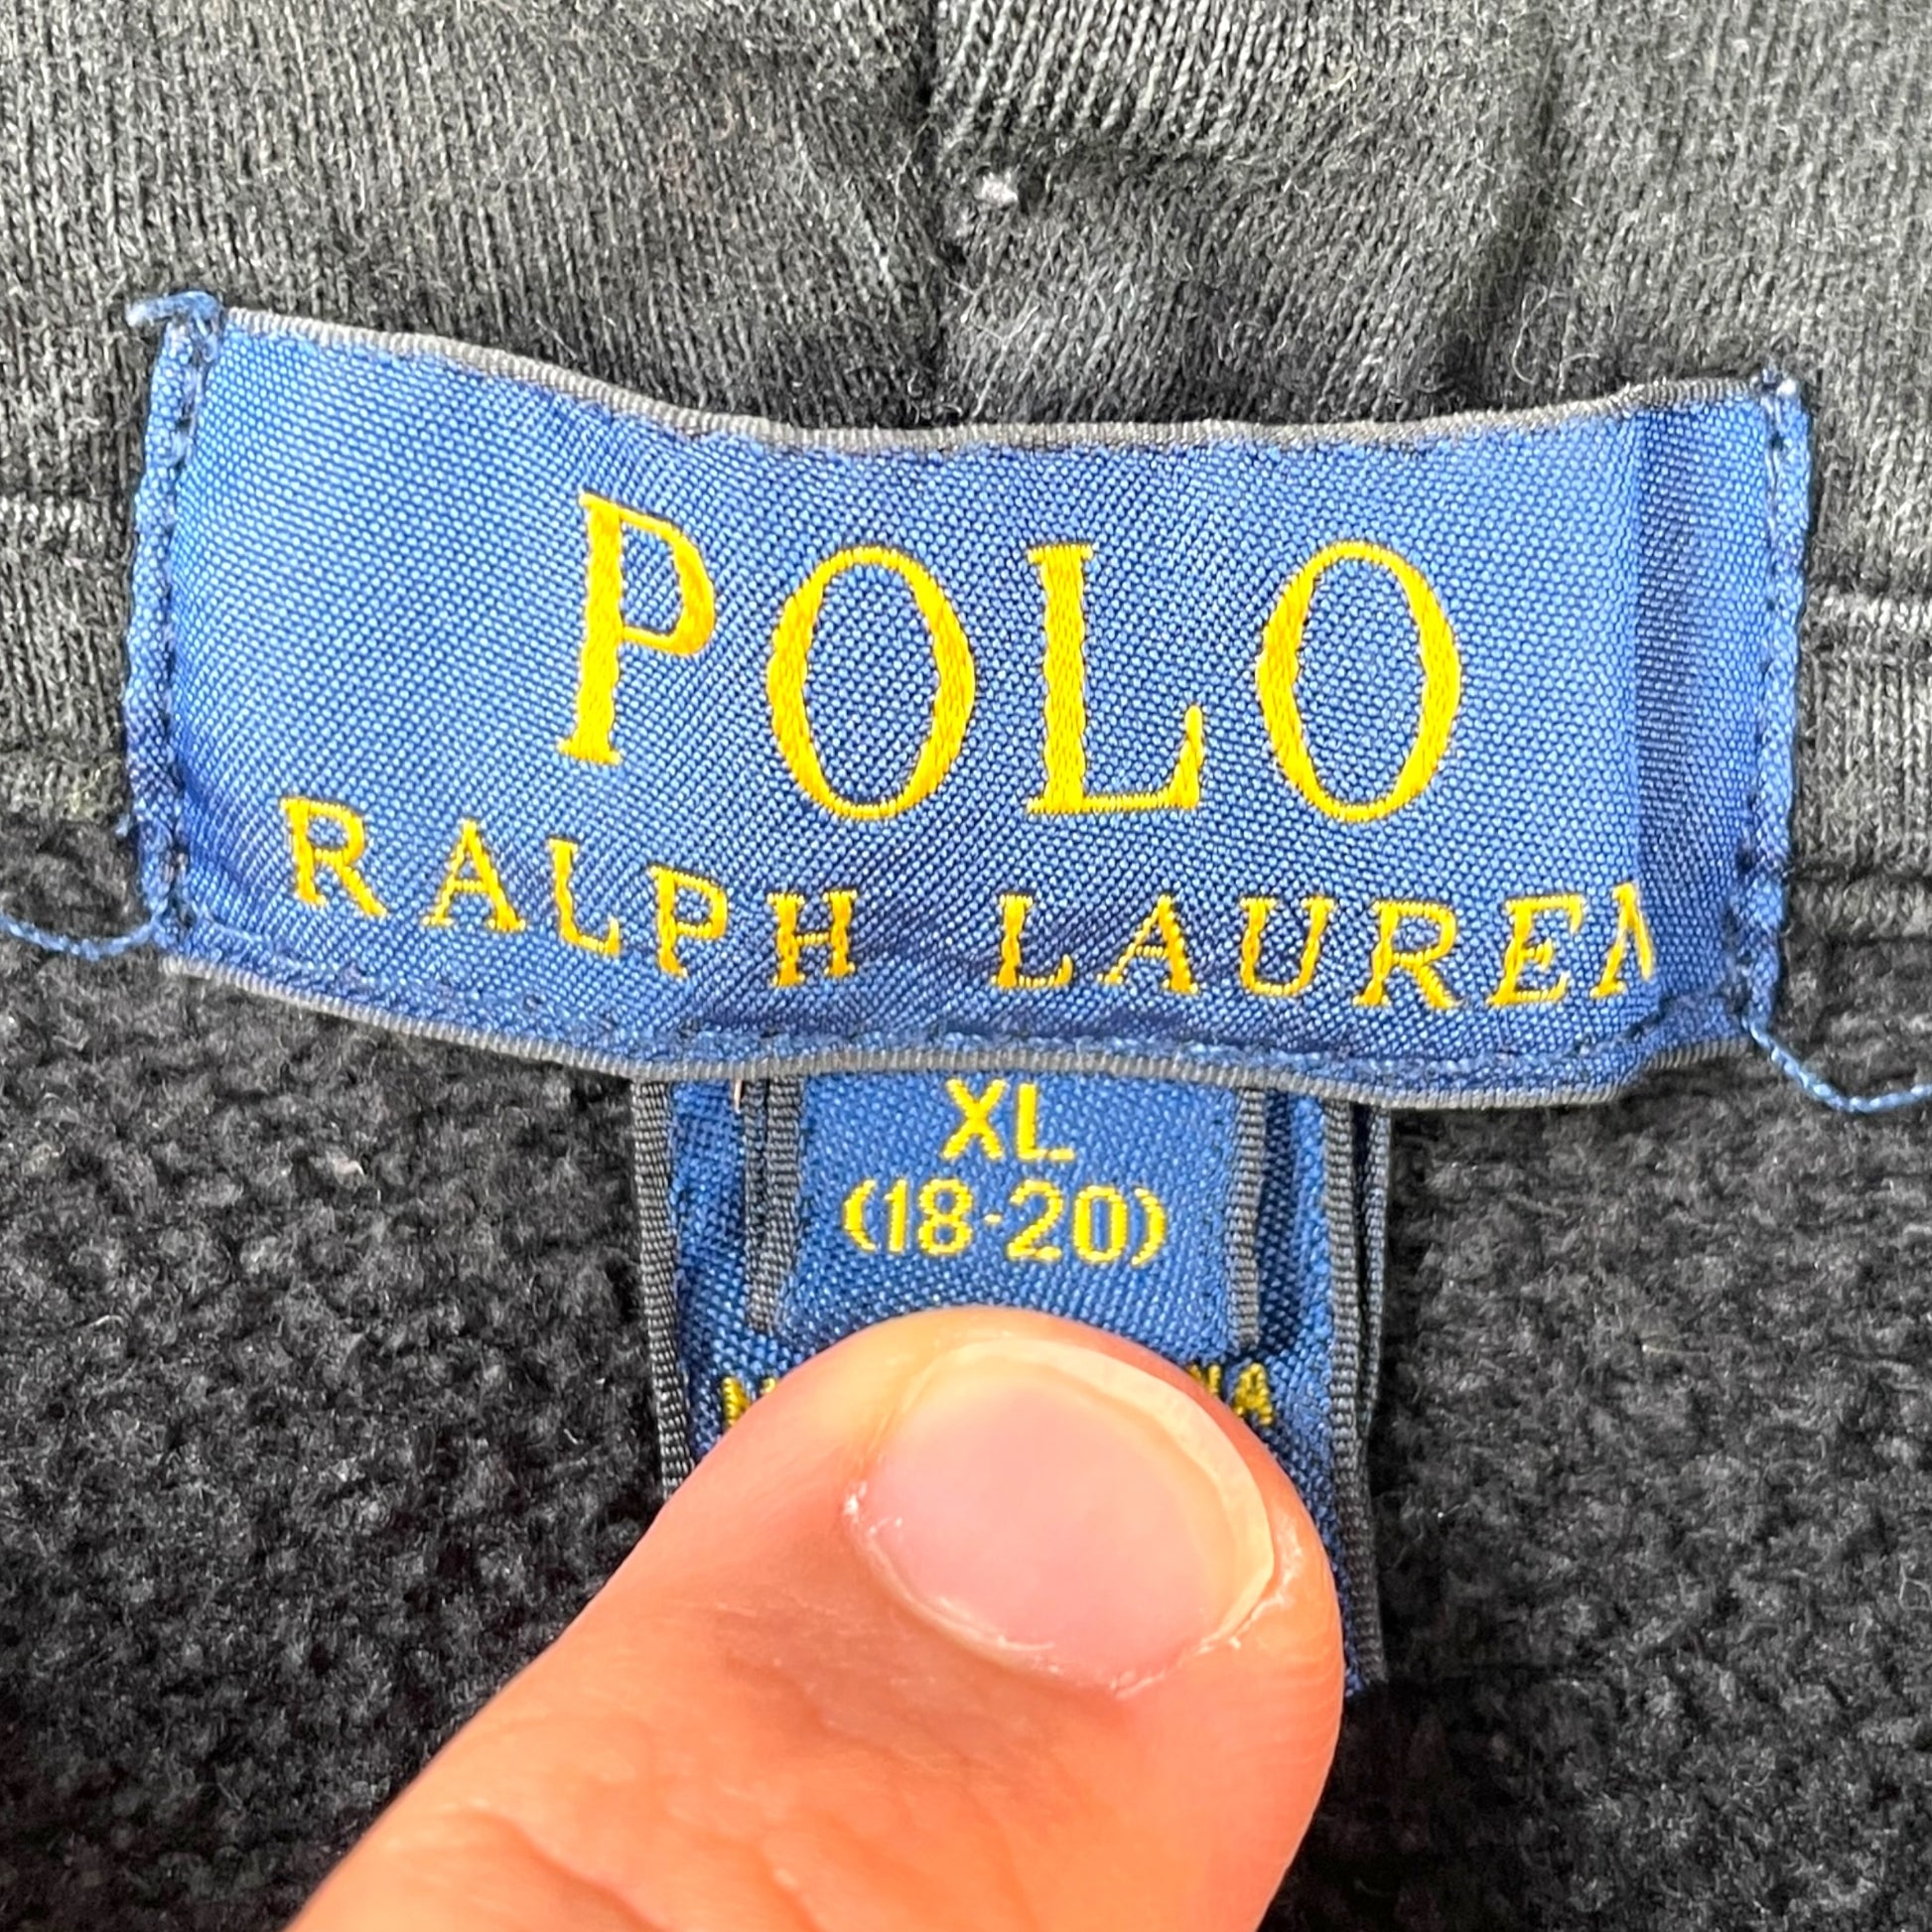 POLO
RALPH LAUREN
XL
(18-20)